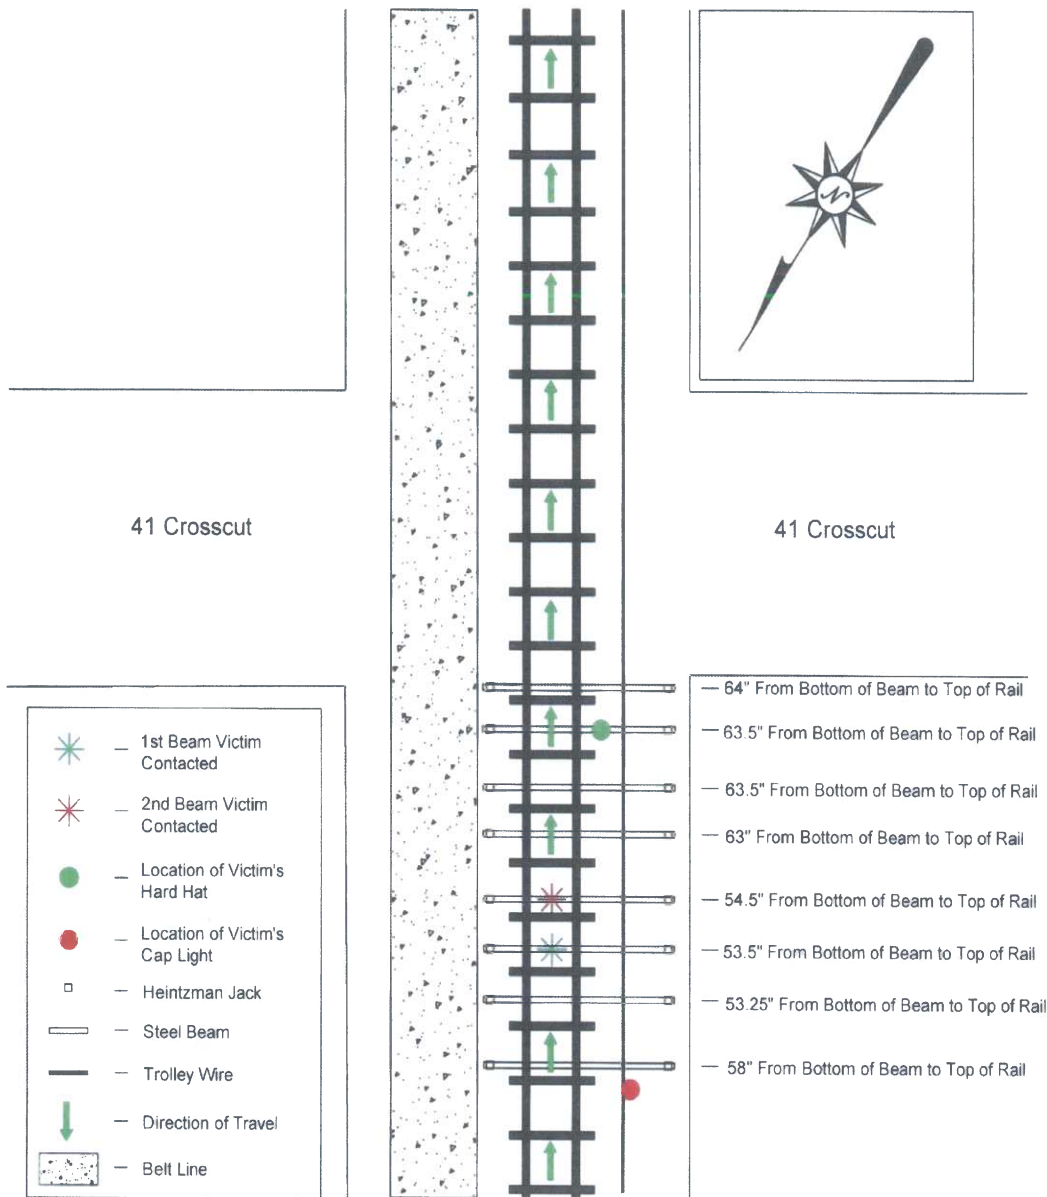 N
41 Crosscut
41 Crosscut
64" From Bottom of Beam to Top of Rail
63.5" From Bottom of Beam to Top of Rail
63.5" From Bottom of Beam to Top of Rail
63" From Bottom of Beam to Top of Rail
54.5" From Bottom of Beam to Top of Rail
53.5" From Bottom of Beam to Top of Rail
53.25" From Bottom of Beam to Top of Rail
58" From Bottom of Beam to Top of Rail
1st Beam Victim
Contacted
2nd Beam Victim
Contacted
Location of Victim's
Hard Hat
Location of Victim's
Cap Light
Heintzman Jack
Steel Beam
Trolley Wire
Direction of Travel
Belt Line